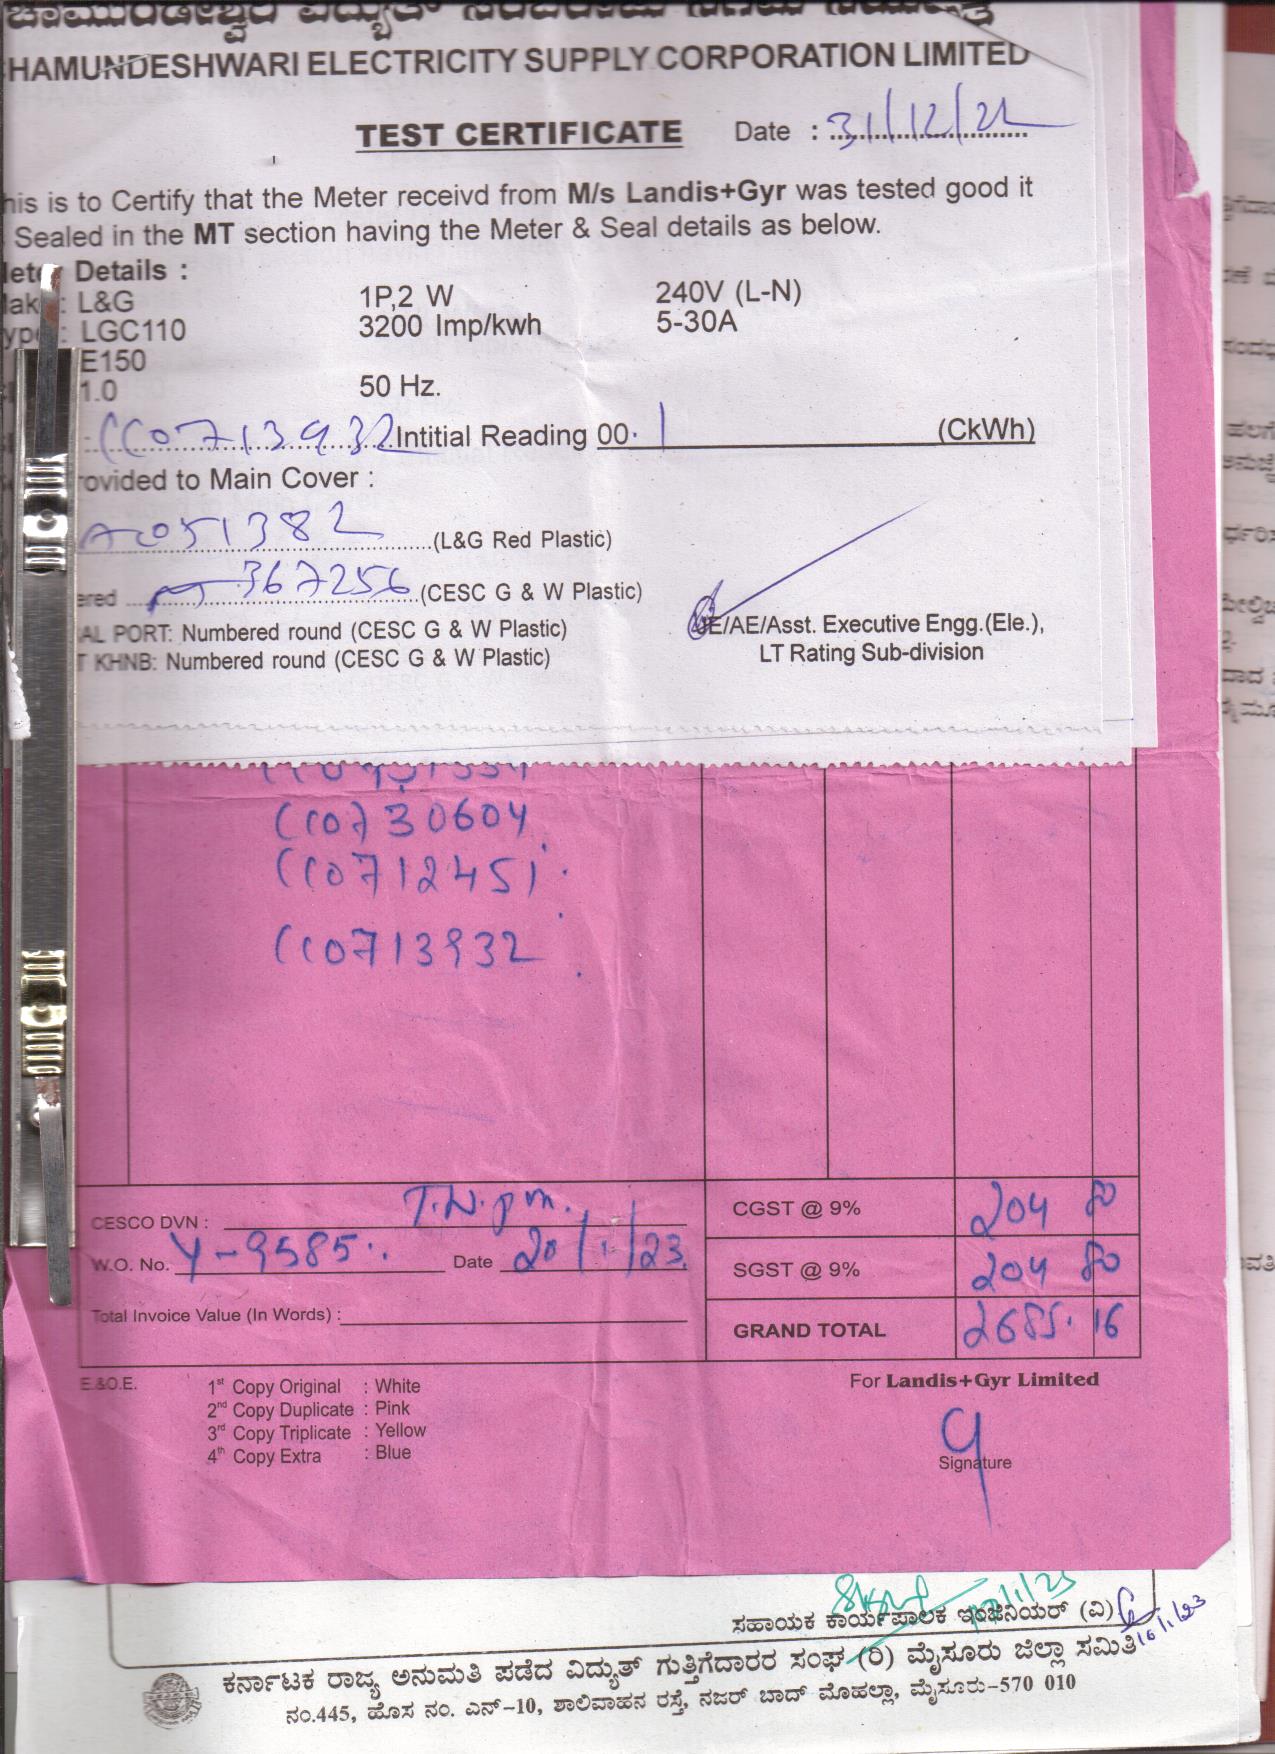 HAMUNDESHWARI ELECTRICITY SUPPLY CORPORATION LIMITED
TEST CERTIFICATE Date : 31/12/22
his is to Certify that the Meter receivd from M/s Landis+Gyr was tested good it
Sealed in the MT section having the Meter & Seal details as below.
Details :
L&G 1P,2 W 240V (L-N)
: LGC110 3200 Imp/kwh 5-30A
E150
1.0 50 Hz.
CC0713932 Intitial Reading 00.1 (CkWh)
rovided to Main Cover :
A051382 (L&G Red Plastic)
ered 367256 (CESC G & W Plastic)
AL PORT: Numbered round (CESC G & W Plastic)
T KHNB: Numbered round (CESC G & W Plastic)
JE/AE/Asst. Executive Engg.(Ele.),
LT Rating Sub-division
CC0730604
CC0712451
CC0713932
CESCO DVN : T.N.pm.
W.O. No. Y-9585 Date 20/1/23
Total Invoice Value (In Words) :
CGST @ 9% 204 80
SGST @ 9% 204 80
GRAND TOTAL 2685. 16
E.&O.E.
1st Copy Original : White
2nd Copy Duplicate : Pink
3rd Copy Triplicate : Yellow
4th Copy Extra : Blue
For Landis+Gyr Limited
Signature
ಸಹಾಯಕ ಕಾರ್ಯಪಾಲಕ ಇಂಜಿನಿಯರ್ (ವಿ)
ಕರ್ನಾಟಕ ರಾಜ್ಯ ಅನುಮತಿ ಪಡೆದ ವಿದ್ಯುತ್ ಗುತ್ತಿಗೆದಾರರ ಸಂಘ (ರಿ) ಮೈಸೂರು ಜಿಲ್ಲಾ ಸಮಿತಿ
ನಂ.445, ಹೊಸ ನಂ. ಎನ್-10, ಶಾಲಿವಾಹನ ರಸ್ತೆ, ನಜರ್ ಬಾದ್ ಮೊಹಲ್ಲಾ, ಮೈಸೂರು-570 010